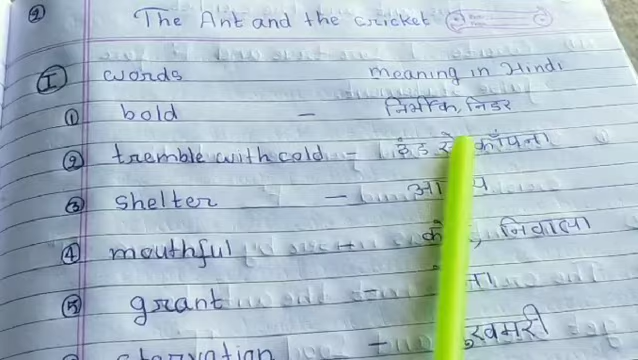 2
The Ant and the cricket
I words meaning in Hindi
1 bold - निर्भीक, निडर
2 tremble with cold - काँपना
3 shelter -
4 mouthful - , निवाला
5 grant -
starvation -